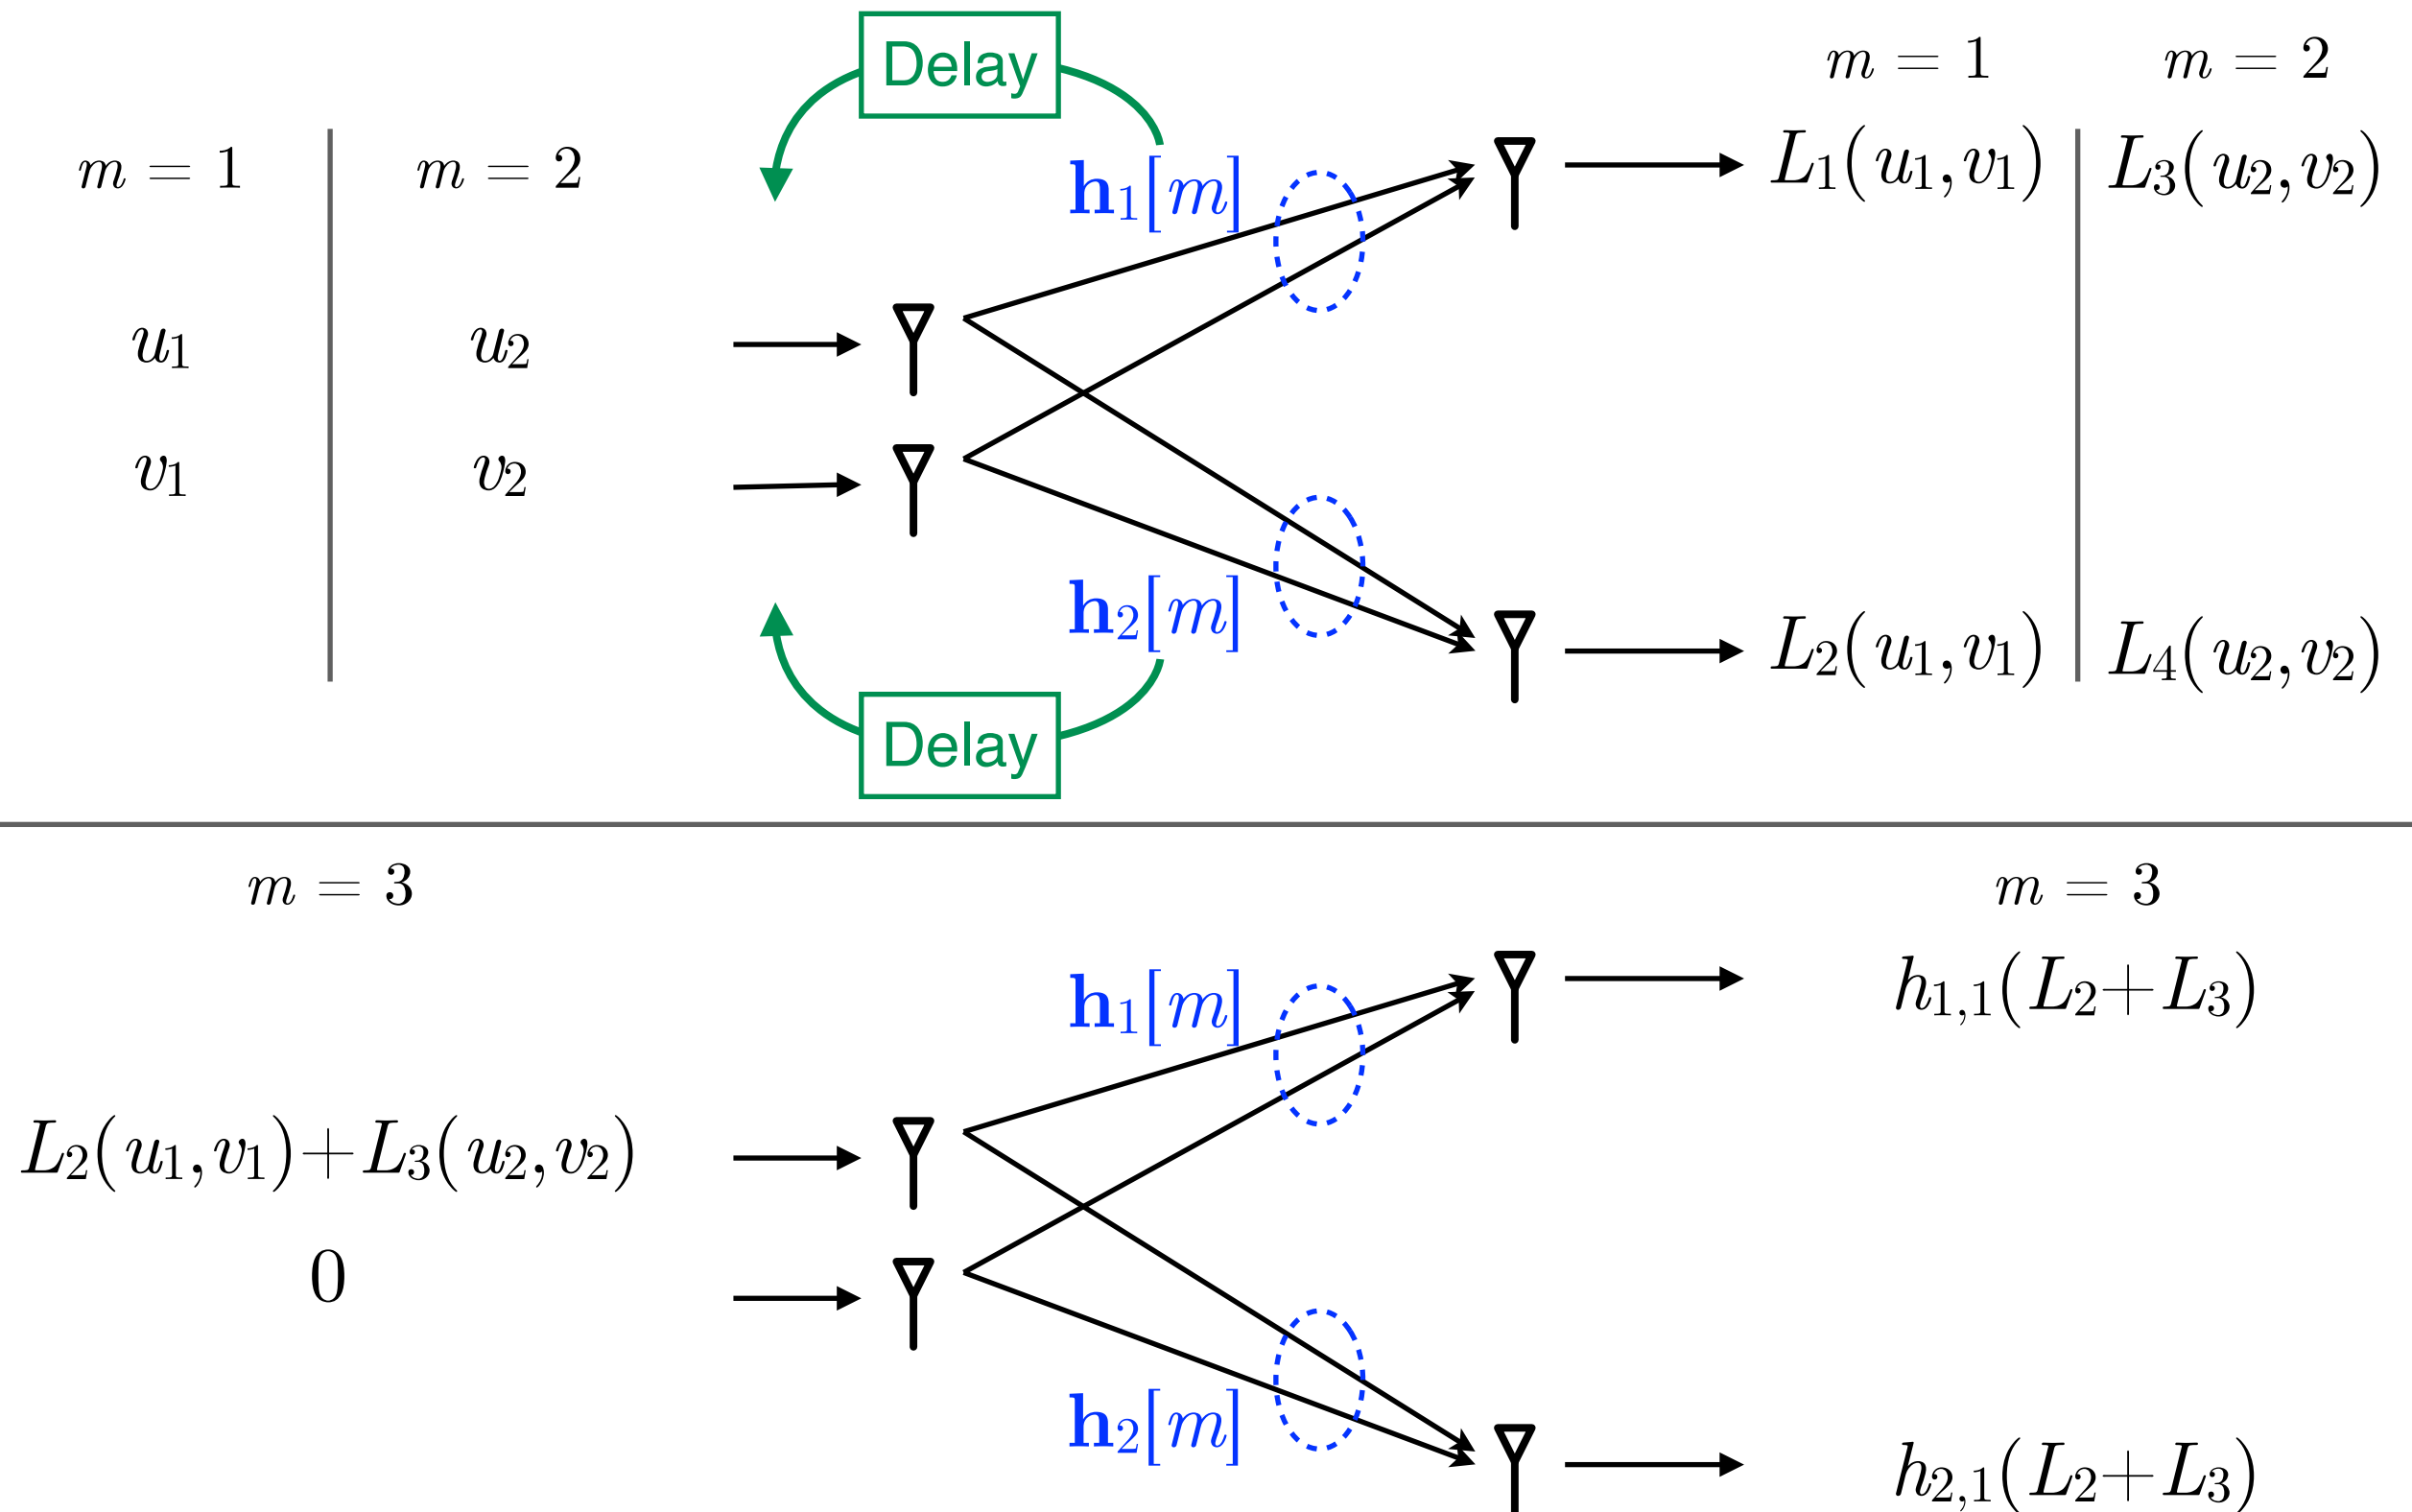 Delay
m = 1
m = 2
m = 1
m = 2
h₁[m]
L₁(u₁,v₁)
L₃(u₂,v₂)
u₁
u₂
v₁
v₂
h₂[m]
L₂(u₁,v₁)
L₄(u₂,v₂)
Delay
m = 3
m = 3
h₁[m]
h₁,₁(L₂+L₃)
L₂(u₁,v₁)+L₃(u₂,v₂)
0
h₂[m]
h₂,₁(L₂+L₃)